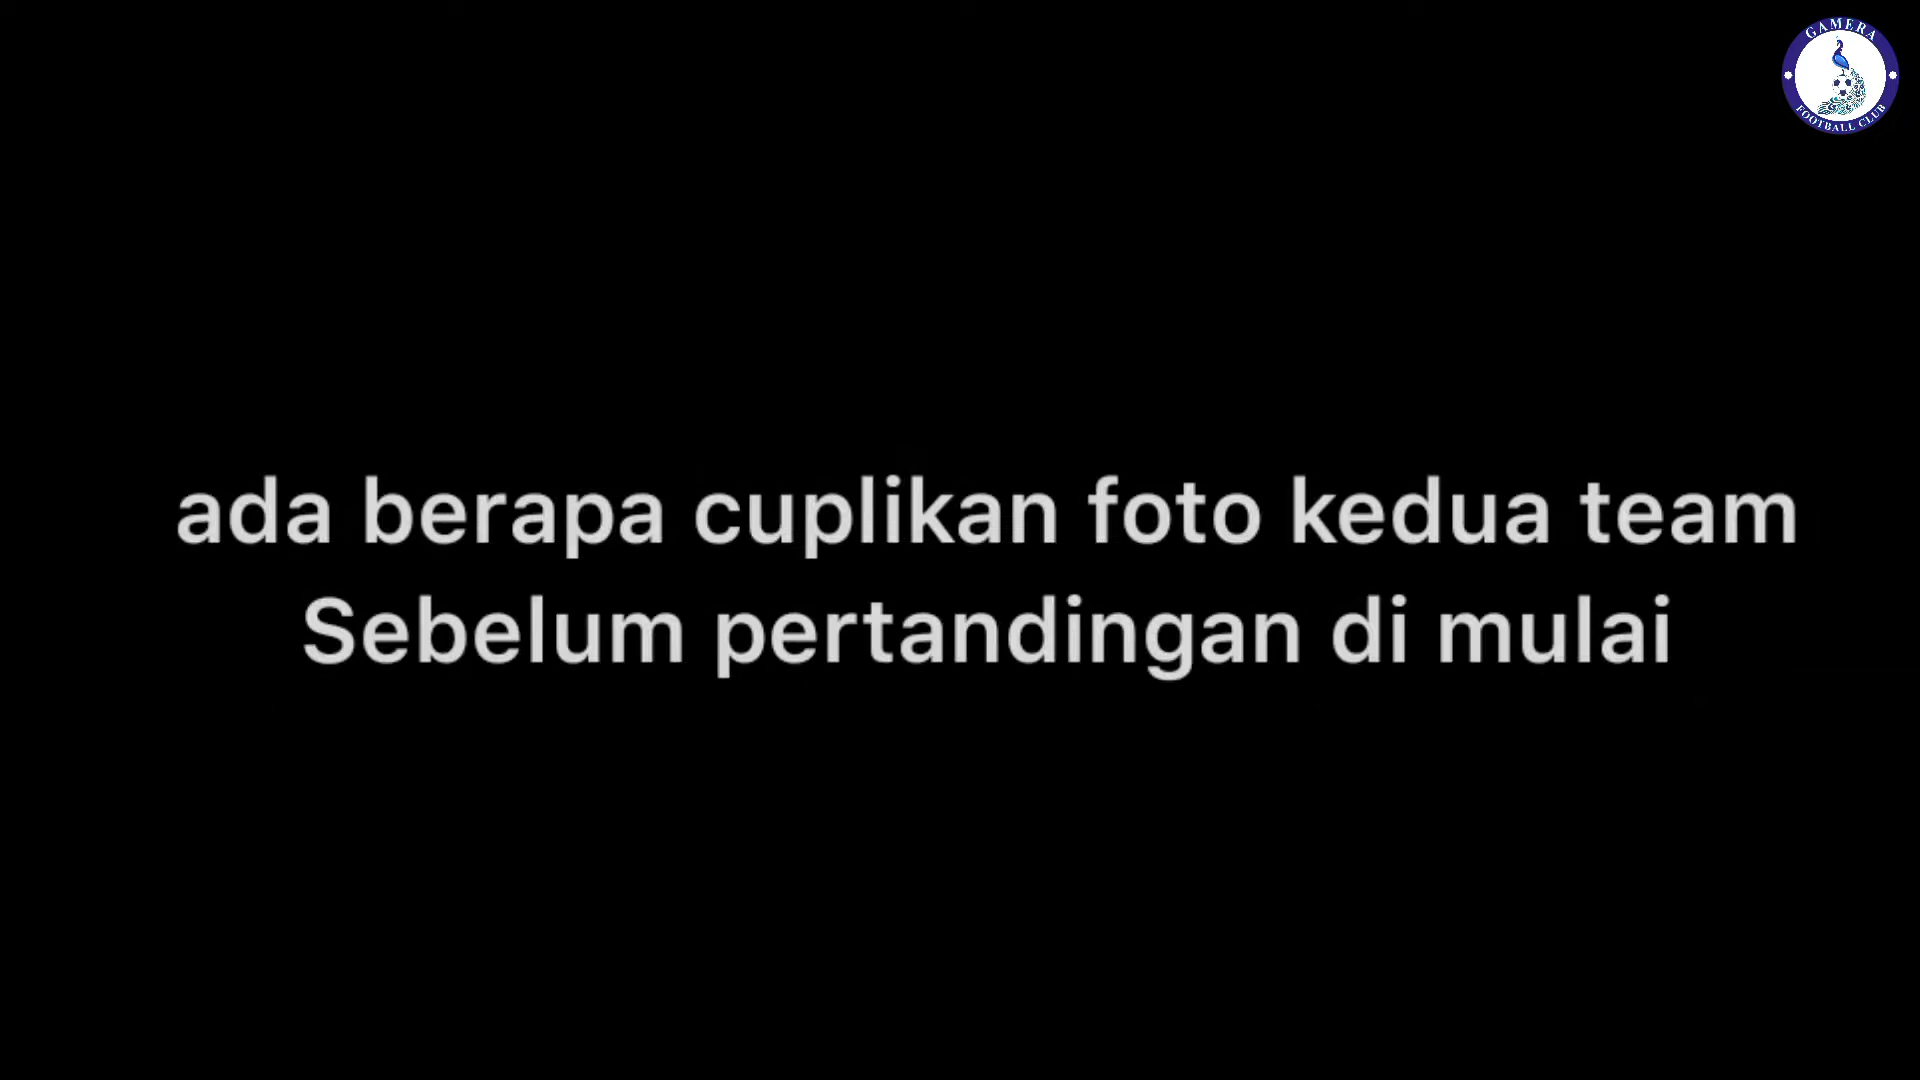 GAMERA
FOOTBALL CLUB
ada berapa cuplikan foto kedua team
Sebelum pertandingan di mulai